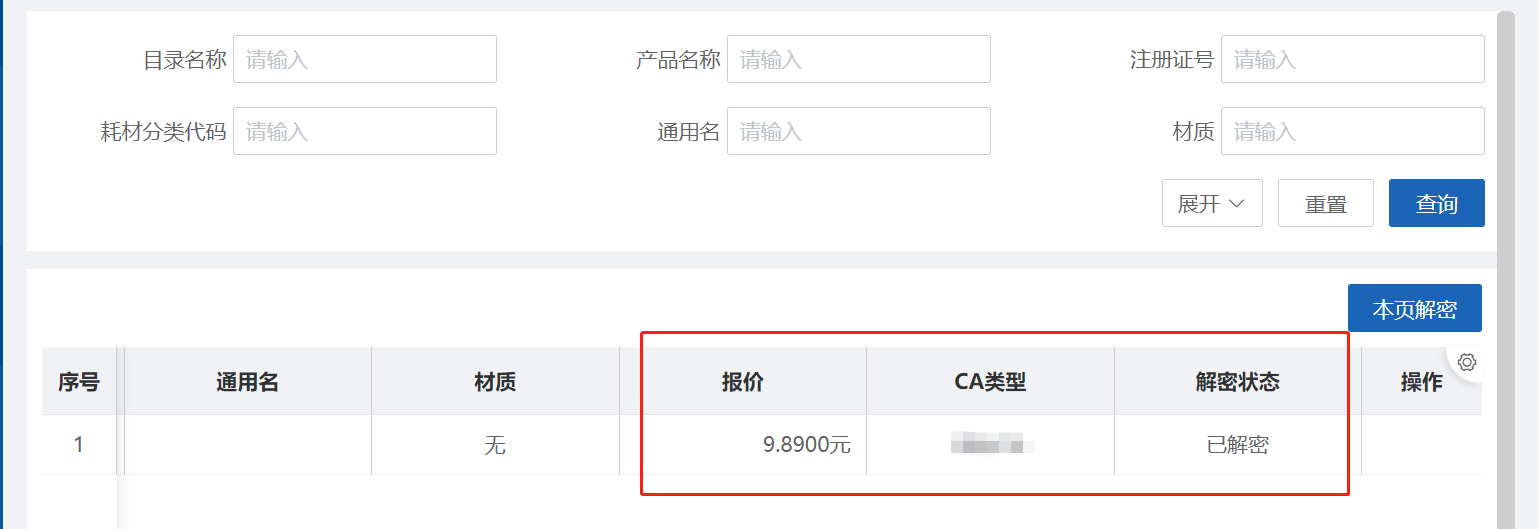 目录名称 请输入 产品名称 请输入 注册证号 请输入
耗材分类代码 请输入 通用名 请输入 材质 请输入
展开 重置 查询
本页解密
序号 通用名 材质 报价 CA类型 解密状态 操作
1 无 9.8900元 已解密